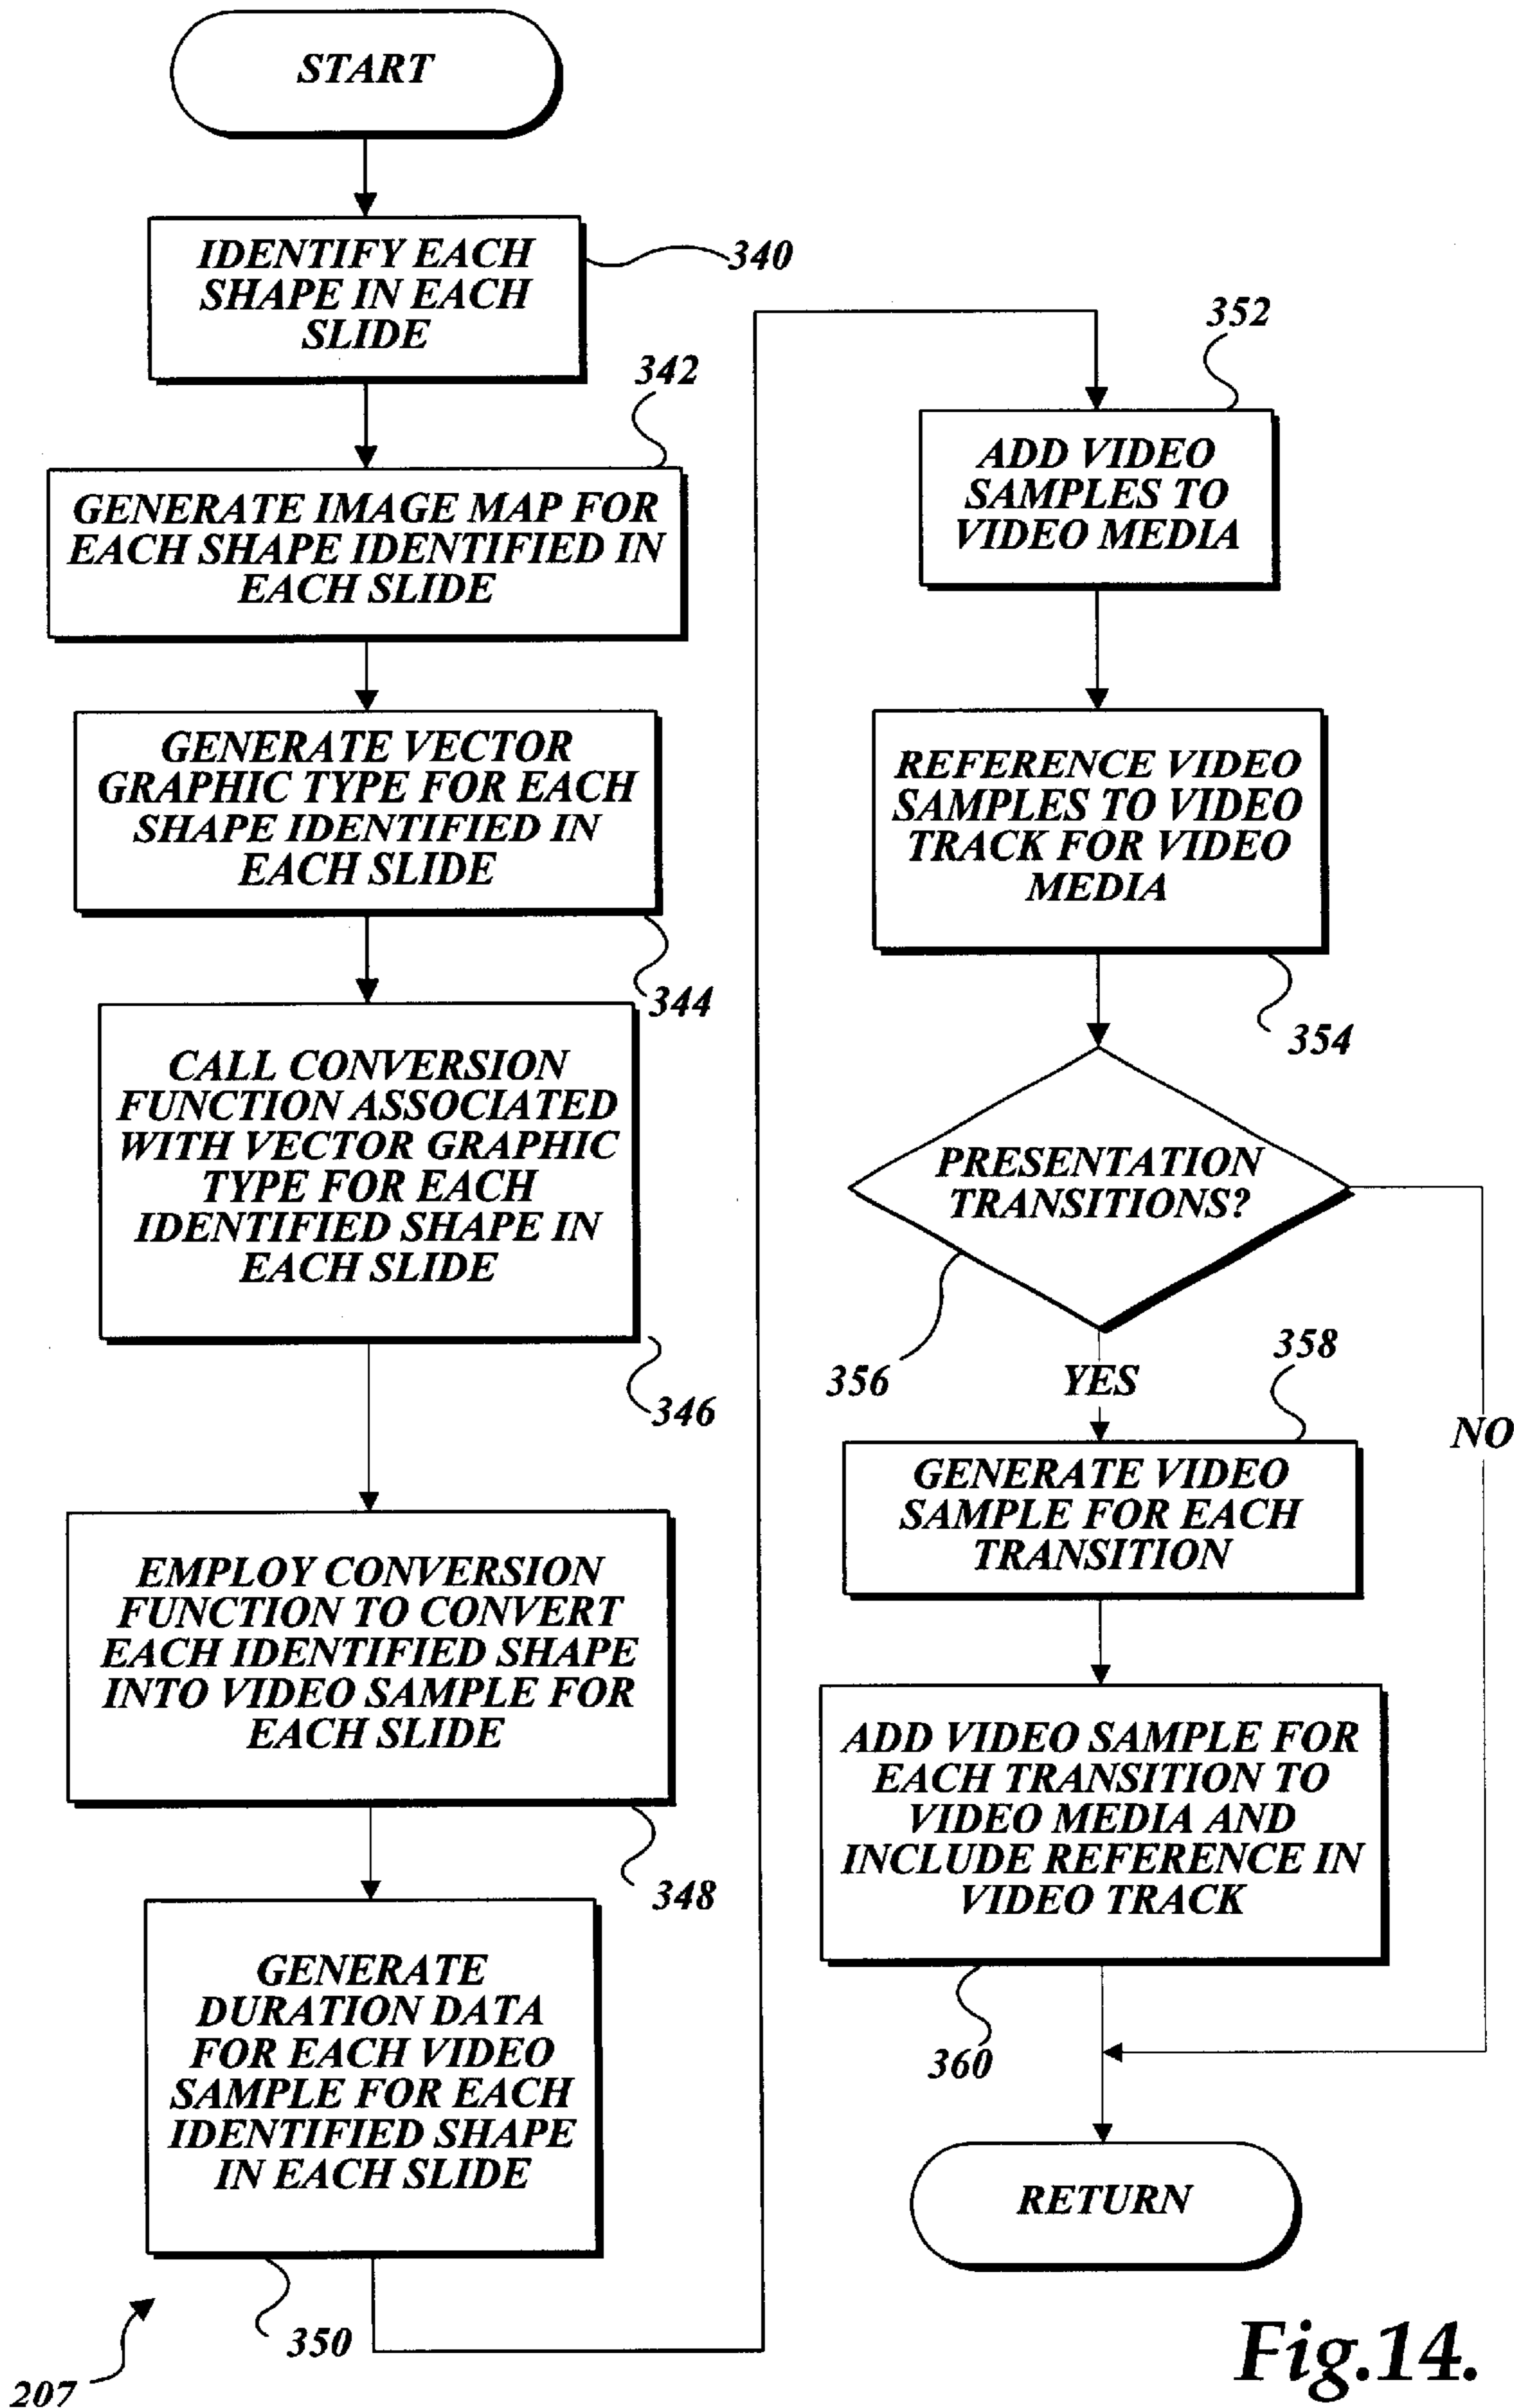 START
IDENTIFY EACH
SHAPE IN EACH
SLIDE
340
342
GENERATE IMAGE MAP FOR
EACH SHAPE IDENTIFIED IN
EACH SLIDE
GENERATE VECTOR
GRAPHIC TYPE FOR EACH
SHAPE IDENTIFIED IN
EACH SLIDE
344
CALL CONVERSION
FUNCTION ASSOCIATED
WITH VECTOR GRAPHIC
TYPE FOR EACH
IDENTIFIED SHAPE IN
EACH SLIDE
346
EMPLOY CONVERSION
FUNCTION TO CONVERT
EACH IDENTIFIED SHAPE
INTO VIDEO SAMPLE FOR
EACH SLIDE
348
GENERATE
DURATION DATA
FOR EACH VIDEO
SAMPLE FOR EACH
IDENTIFIED SHAPE
IN EACH SLIDE
350
207
352
ADD VIDEO
SAMPLES TO
VIDEO MEDIA
REFERENCE VIDEO
SAMPLES TO VIDEO
TRACK FOR VIDEO
MEDIA
354
PRESENTATION
TRANSITIONS?
356
YES
358
NO
GENERATE VIDEO
SAMPLE FOR EACH
TRANSITION
ADD VIDEO SAMPLE FOR
EACH TRANSITION TO
VIDEO MEDIA AND
INCLUDE REFERENCE IN
VIDEO TRACK
360
RETURN
Fig.14.